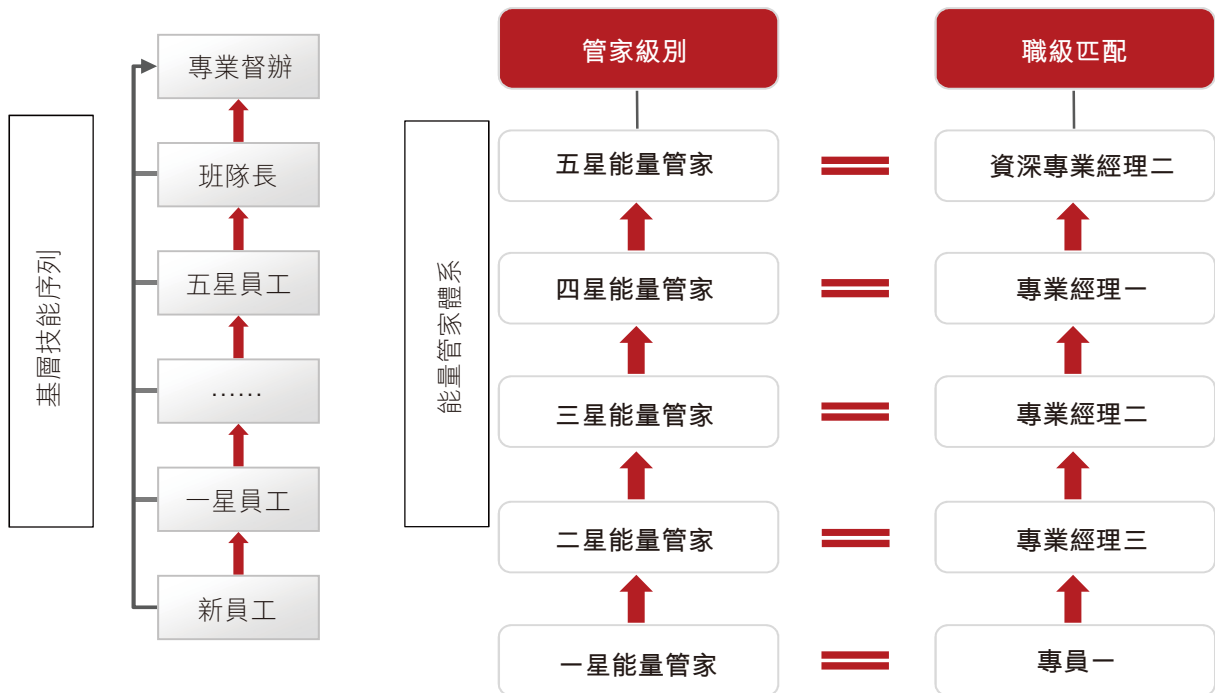 基層技能序列
專業督辦
班隊長
五星員工
......
一星員工
新員工
能量管家體系
管家級別
職級匹配
五星能量管家
資深專業經理二
四星能量管家
專業經理一
三星能量管家
專業經理二
二星能量管家
專業經理三
一星能量管家
專員一